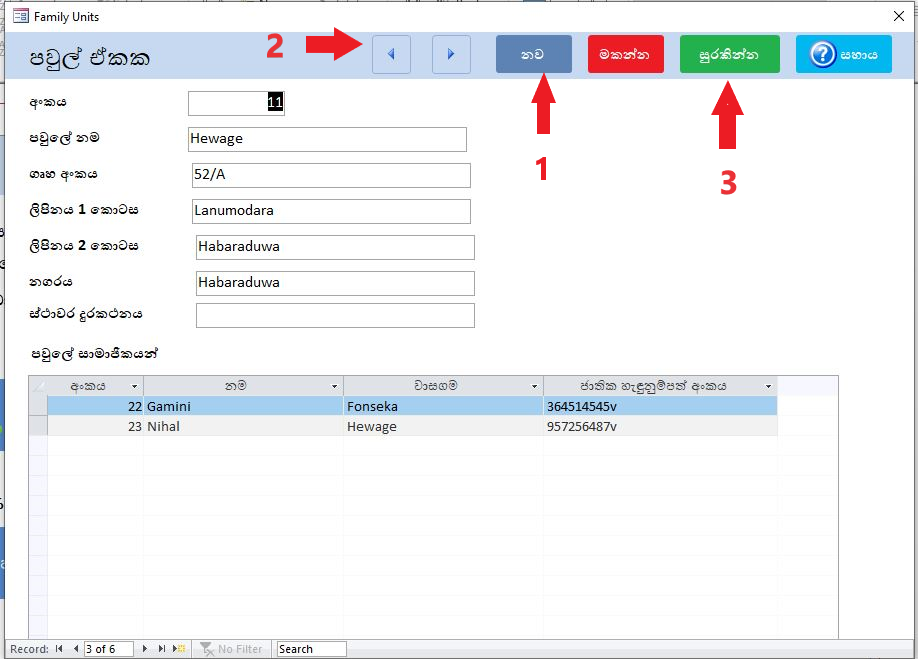 Family Units
පවුල් ඒකක
2
නව
මකන්න
සුරකින්න
? සහාය
1
3
අංකය 11
පවුලේ නම Hewage
ගෘහ අංකය 52/A
ලිපිනය 1 කොටස Lanumodara
ලිපිනය 2 කොටස Habaraduwa
නගරය Habaraduwa
ස්ථාවර දුරකථනය
පවුලේ සාමාජිකයන්
අංකය නම වාසගම ජාතික හැඳුනුම්පත් අංකය
22 Gamini Fonseka 364514545v
23 Nihal Hewage 957256487v
Record: 3 of 6 No Filter Search